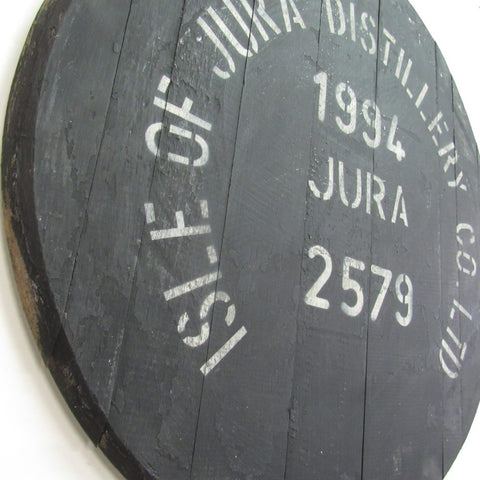 ISLE OF JURA DISTILLERY CO. LTD
1994
JURA
2579